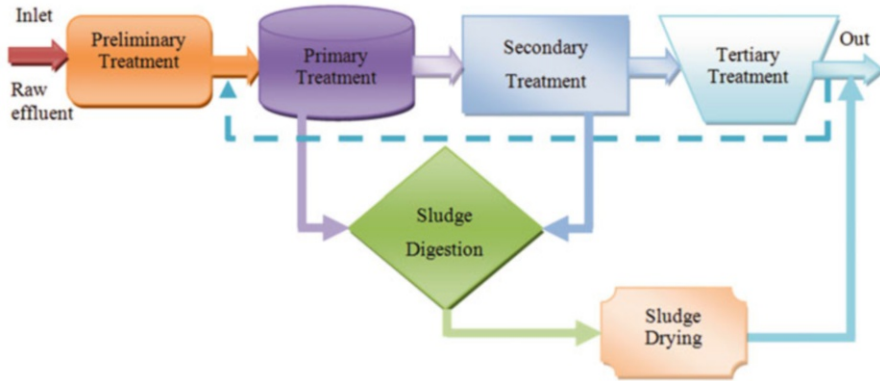 Inlet
Raw
effluent
Preliminary
Treatment
Primary
Treatment
Secondary
Treatment
Tertiary
Treatment
Out
Sludge
Digestion
Sludge
Drying